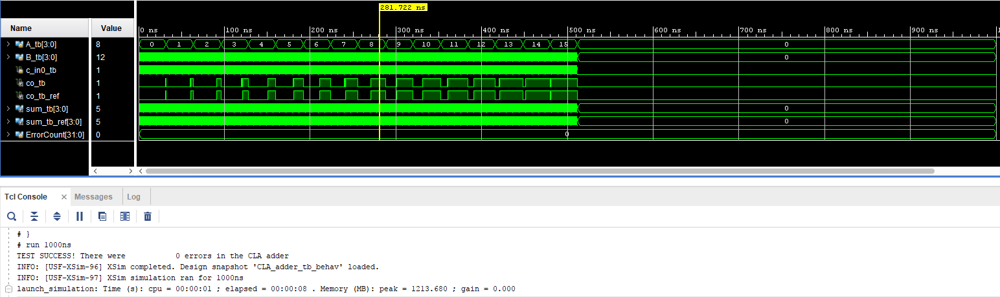 281.722 ns
Name Value 0 ns 100 ns 200 ns 300 ns 400 ns 500 ns 600 ns 700 ns 800 ns 900 ns 1
A_tb[3:0] 8 0 1 2 3 4 5 6 7 8 9 10 11 12 13 14 15 0
B_tb[3:0] 12 0
c_in0_tb 1
co_tb 1
co_tb_ref 1
sum_tb[3:0] 5 0
sum_tb_ref[3:0] 5 0
ErrorCount[31:0] 0 0
Tcl Console × Messages Log
# }
# run 1000ns
TEST SUCCESS! There were 0 errors in the CLA adder
INFO: [USF-XSim-96] XSim completed. Design snapshot 'CLA_adder_tb_behav' loaded.
INFO: [USF-XSim-97] XSim simulation ran for 1000ns
launch_simulation: Time (s): cpu = 00:00:01 ; elapsed = 00:00:08 . Memory (MB): peak = 1213.680 ; gain = 0.000